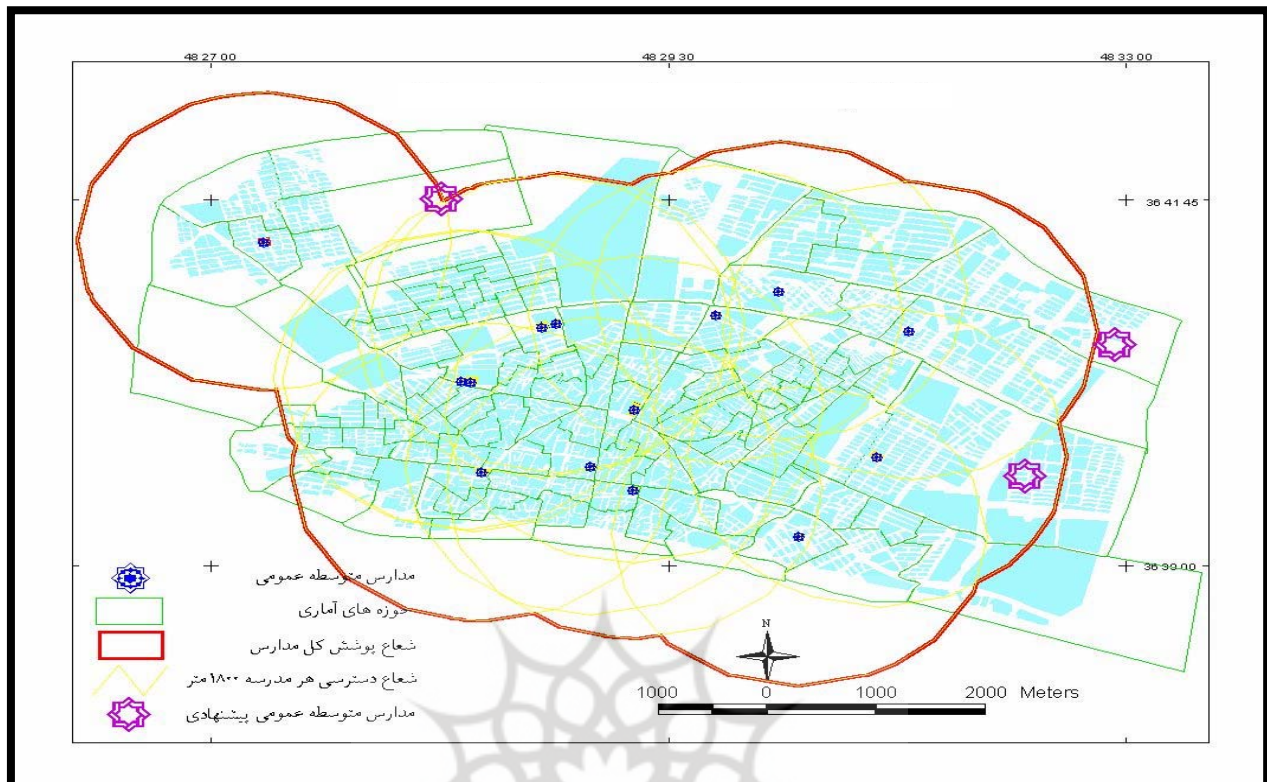 48 27 00 48 29 30 48 33 00
36 41 45
36 39 00
مدارس متوسطه عمومی
حوزه های آماری
شعاع پوشش کل مدارس
شعاع دسترسی هر مدرسه ۱۸۰۰ متر
مدارس متوسطه عمومی پیشنهادی
N
1000 0 1000 2000 Meters